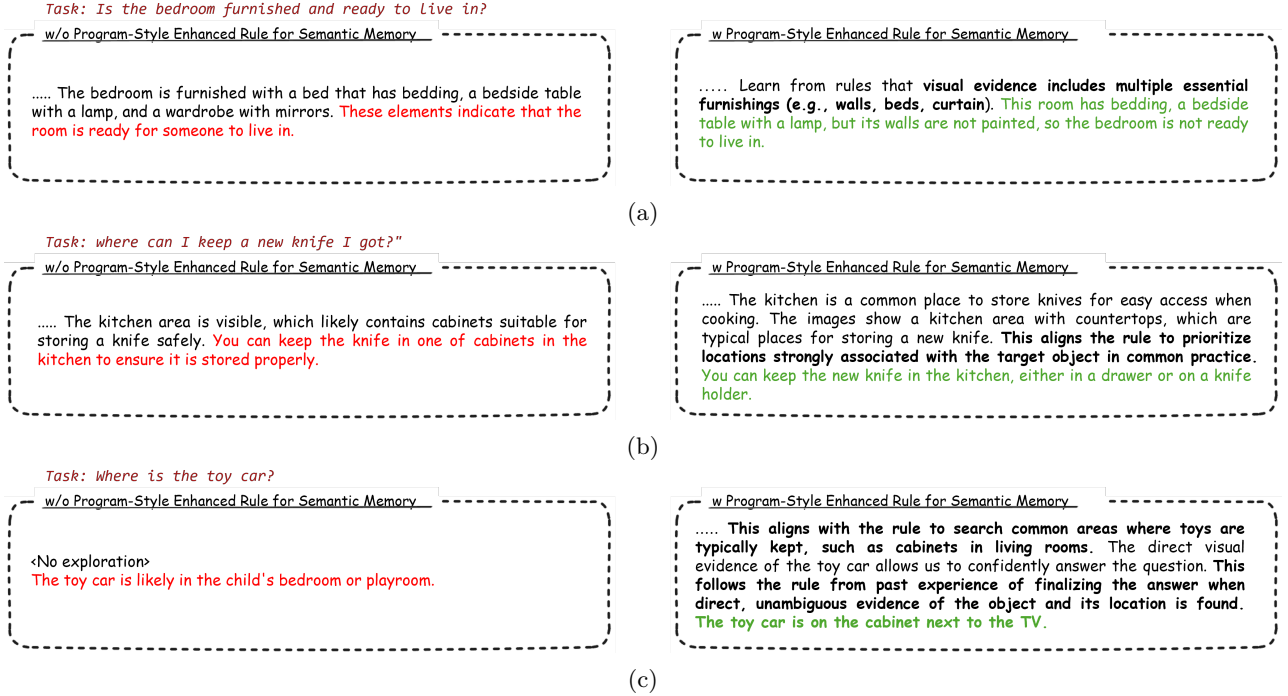 Task: Is the bedroom furnished and ready to live in?
w/o Program-Style Enhanced Rule for Semantic Memory
..... The bedroom is furnished with a bed that has bedding, a bedside table
with a lamp, and a wardrobe with mirrors. These elements indicate that the
room is ready for someone to live in.
w Program-Style Enhanced Rule for Semantic Memory
..... Learn from rules that visual evidence includes multiple essential
furnishings (e.g., walls, beds, curtain). This room has bedding, a bedside
table with a lamp, but its walls are not painted, so the bedroom is not ready
to live in.
(a)
Task: where can I keep a new knife I got?"
w/o Program-Style Enhanced Rule for Semantic Memory
..... The kitchen area is visible, which likely contains cabinets suitable for
storing a knife safely. You can keep the knife in one of cabinets in the
kitchen to ensure it is stored properly.
w Program-Style Enhanced Rule for Semantic Memory
..... The kitchen is a common place to store knives for easy access when
cooking. The images show a kitchen area with countertops, which are
typical places for storing a new knife. This aligns the rule to prioritize
locations strongly associated with the target object in common practice.
You can keep the new knife in the kitchen, either in a drawer or on a knife
holder.
(b)
Task: Where is the toy car?
w/o Program-Style Enhanced Rule for Semantic Memory
<No exploration>
The toy car is likely in the child's bedroom or playroom.
w Program-Style Enhanced Rule for Semantic Memory
..... This aligns with the rule to search common areas where toys are
typically kept, such as cabinets in living rooms. The direct visual
evidence of the toy car allows us to confidently answer the question. This
follows the rule from past experience of finalizing the answer when
direct, unambiguous evidence of the object and its location is found.
The toy car is on the cabinet next to the TV.
(c)